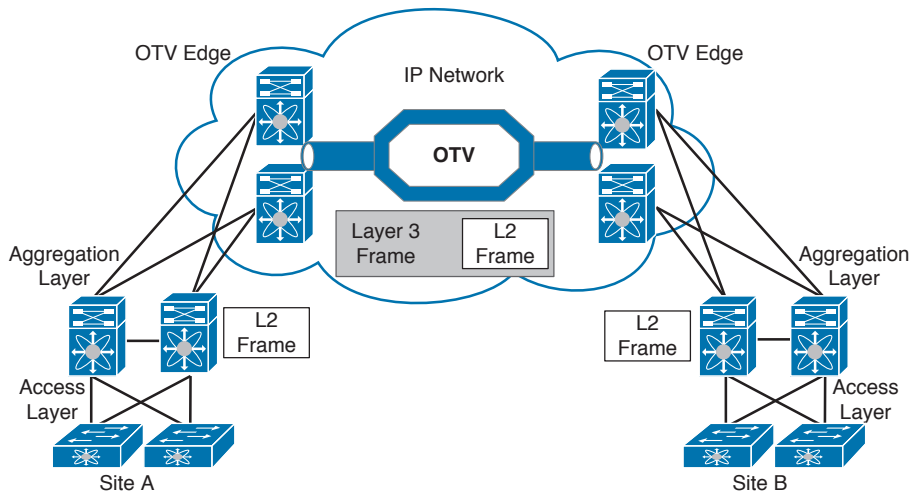 OTV Edge
IP Network
OTV Edge
OTV
Layer 3
Frame
L2
Frame
Aggregation
Layer
Aggregation
Layer
L2
Frame
L2
Frame
Access
Layer
Access
Layer
Site A
Site B